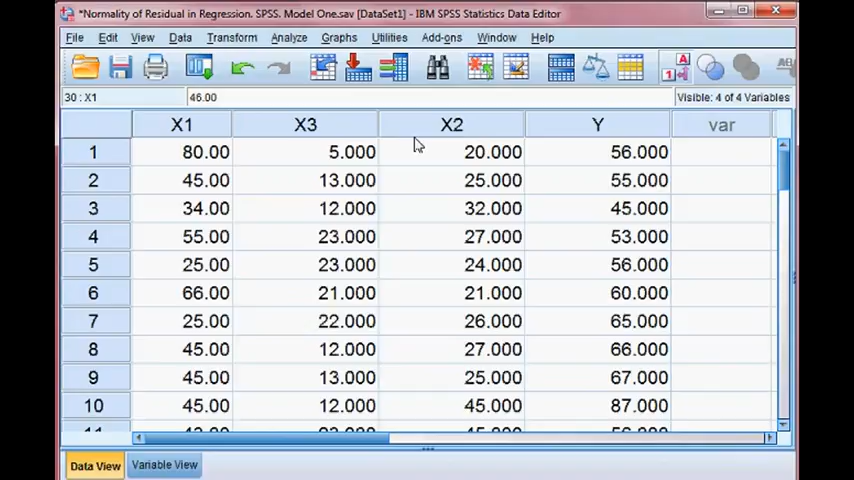 *Normality of Residual in Regression. SPSS. Model One.sav [DataSet1] - IBM SPSS Statistics Data Editor
File Edit View Data Transform Analyze Graphs Utilities Add-ons Window Help
A
1
30 : X1 46.00 Visible: 4 of 4 Variables
X1 X3 X2 Y var
1 80.00 5.000 20.000 56.000
2 45.00 13.000 25.000 55.000
3 34.00 12.000 32.000 45.000
4 55.00 23.000 27.000 53.000
5 25.00 23.000 24.000 56.000
6 66.00 21.000 21.000 60.000
7 25.00 22.000 26.000 65.000
8 45.00 12.000 27.000 66.000
9 45.00 13.000 25.000 67.000
10 45.00 12.000 45.000 87.000
Data View Variable View